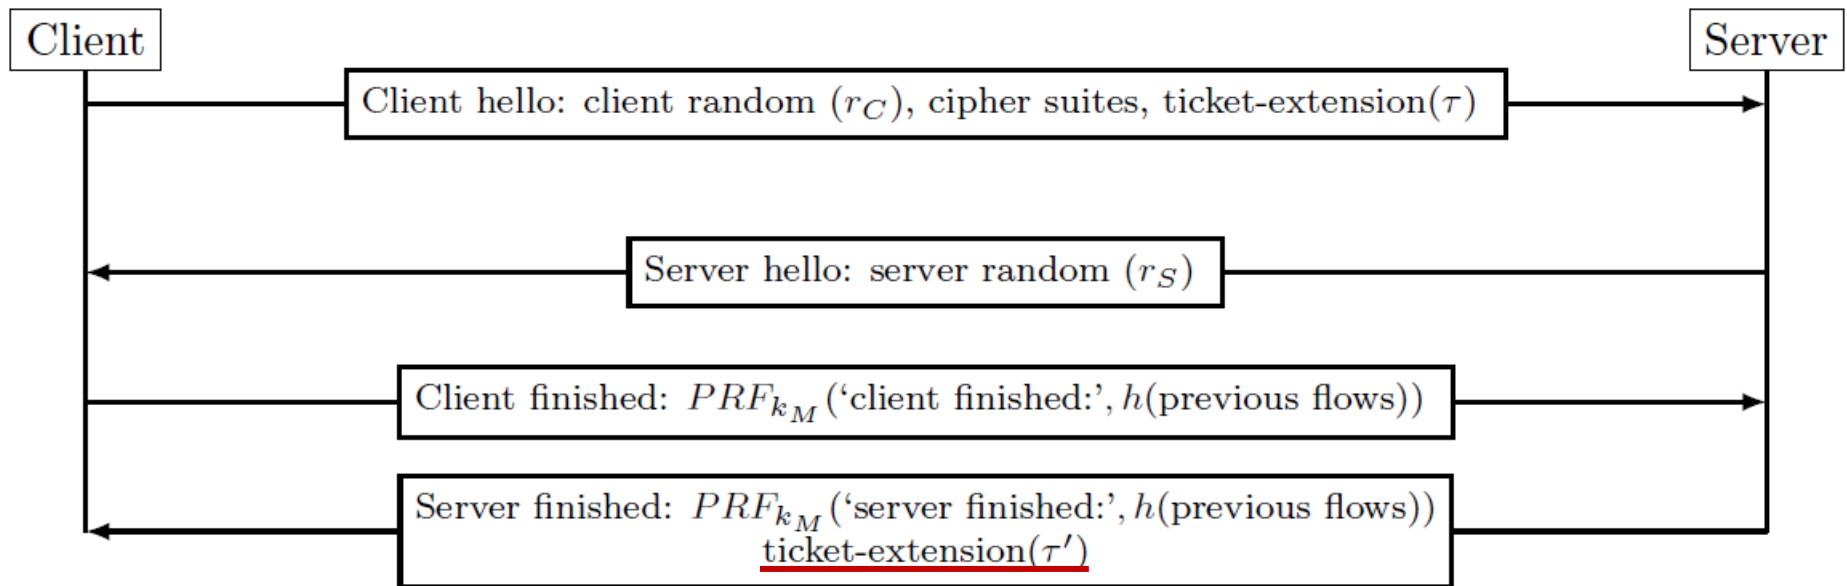 Client
Server
Client hello: client random (r_C), cipher suites, ticket-extension(τ)
Server hello: server random (r_S)
Client finished: PRF_{k_M}(‘client finished:’, h(previous flows))
Server finished: PRF_{k_M}(‘server finished:’, h(previous flows))
ticket-extension(τ′)